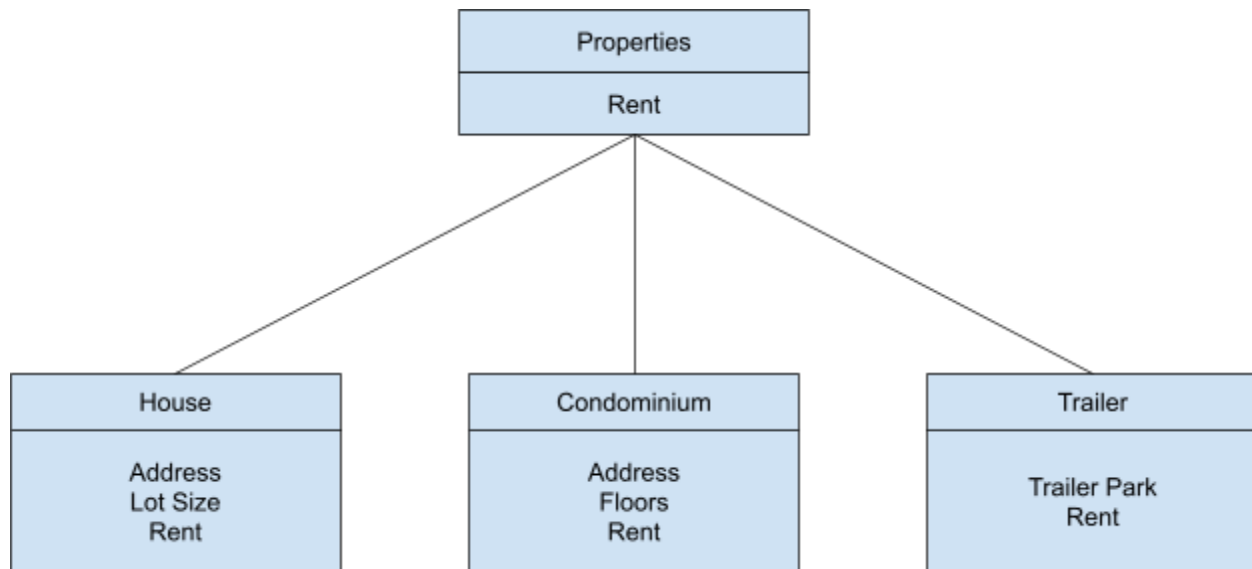 Properties
Rent
House
Condominium
Trailer
Address
Lot Size
Rent
Address
Floors
Rent
Trailer Park
Rent